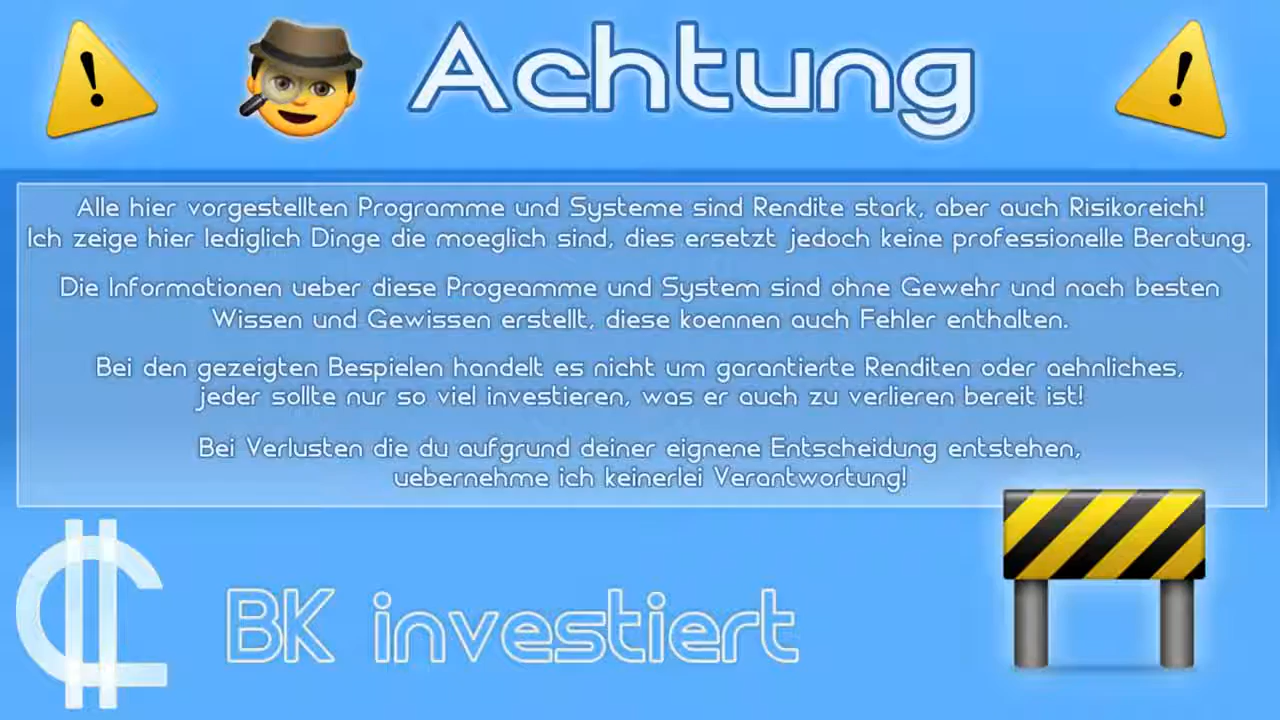 Achtung
Alle hier vorgestellten Programme und Systeme sind Rendite stark, aber auch Risikoreich!
Ich zeige hier lediglich Dinge die moeglich sind, dies ersetzt jedoch keine professionelle Beratung.
Die Informationen ueber diese Progeamme und System sind ohne Gewehr und nach besten
Wissen und Gewissen erstellt, diese koennen auch Fehler enthalten.
Bei den gezeigten Bespielen handelt es nicht um garantierte Renditen oder aehnliches,
jeder sollte nur so viel investieren, was er auch zu verlieren bereit ist!
Bei Verlusten die du aufgrund deiner eignene Entscheidung entstehen,
uebernehme ich keinerlei Verantwortung!
BK investiert